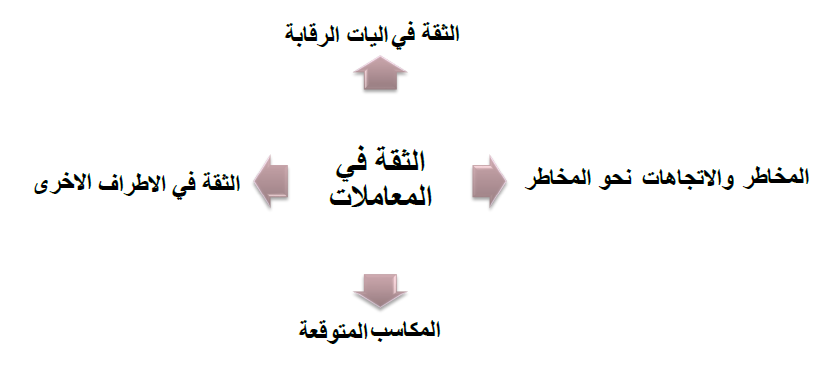 الثقة في اليات الرقابة
الثقة في
المعاملات
المخاطر والاتجاهات نحو المخاطر
الثقة في الاطراف الاخرى
المكاسب المتوقعة